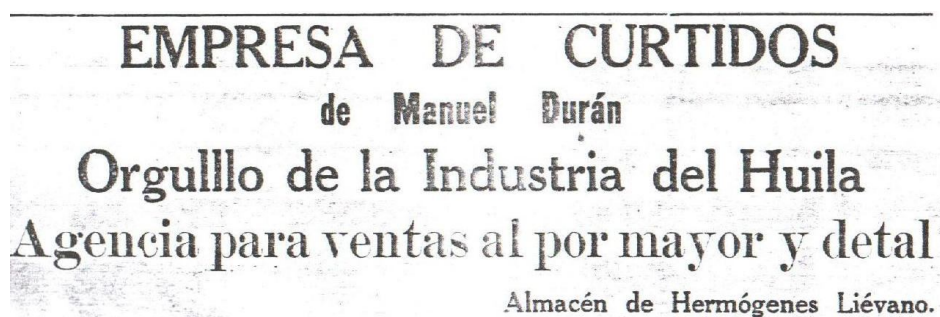 EMPRESA DE CURTIDOS
de Manuel Durán
Orgulllo de la Industria del Huila
Agencia para ventas al por mayor y detal
Almacén de Hermógenes Liévano.